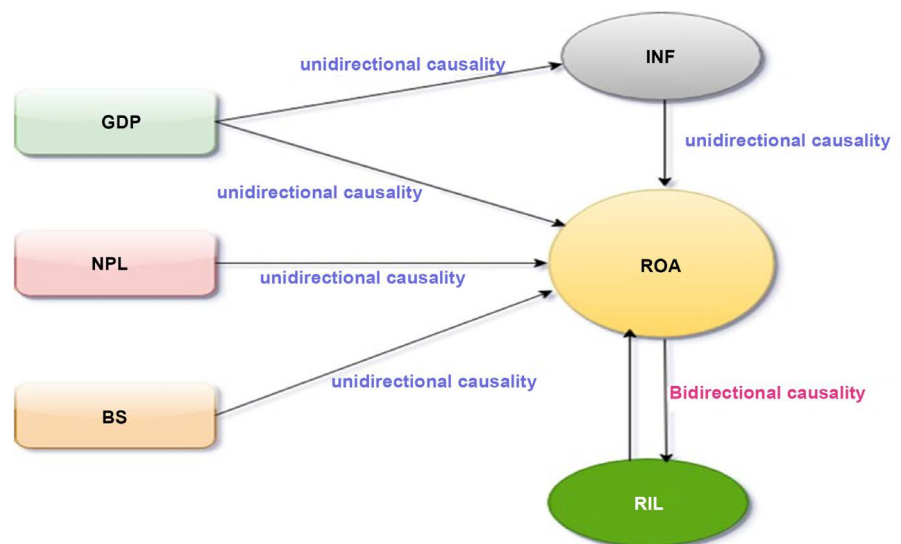 INF
unidirectional causality
GDP
unidirectional causality
unidirectional causality
NPL
ROA
unidirectional causality
unidirectional causality
Bidirectional causality
BS
RIL